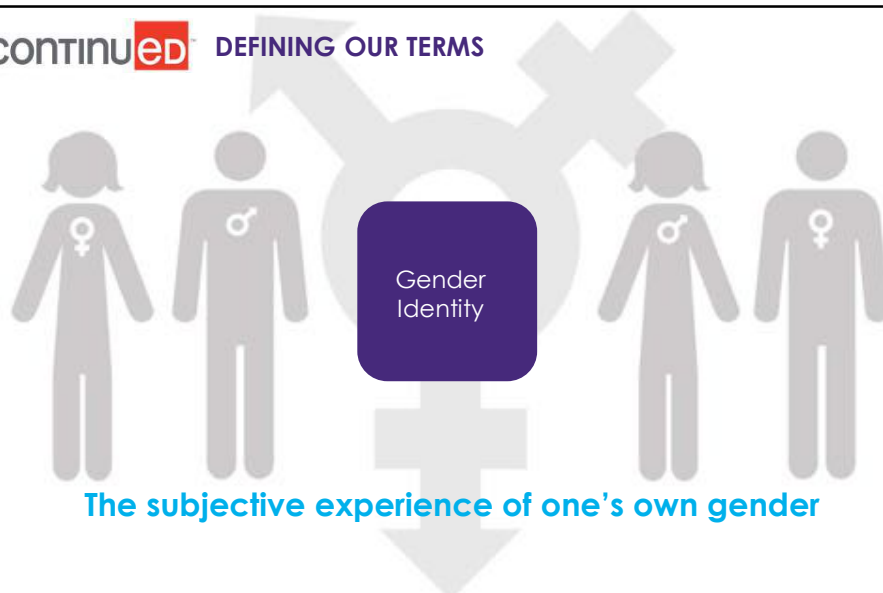 continued DEFINING OUR TERMS
Gender
Identity
The subjective experience of one’s own gender